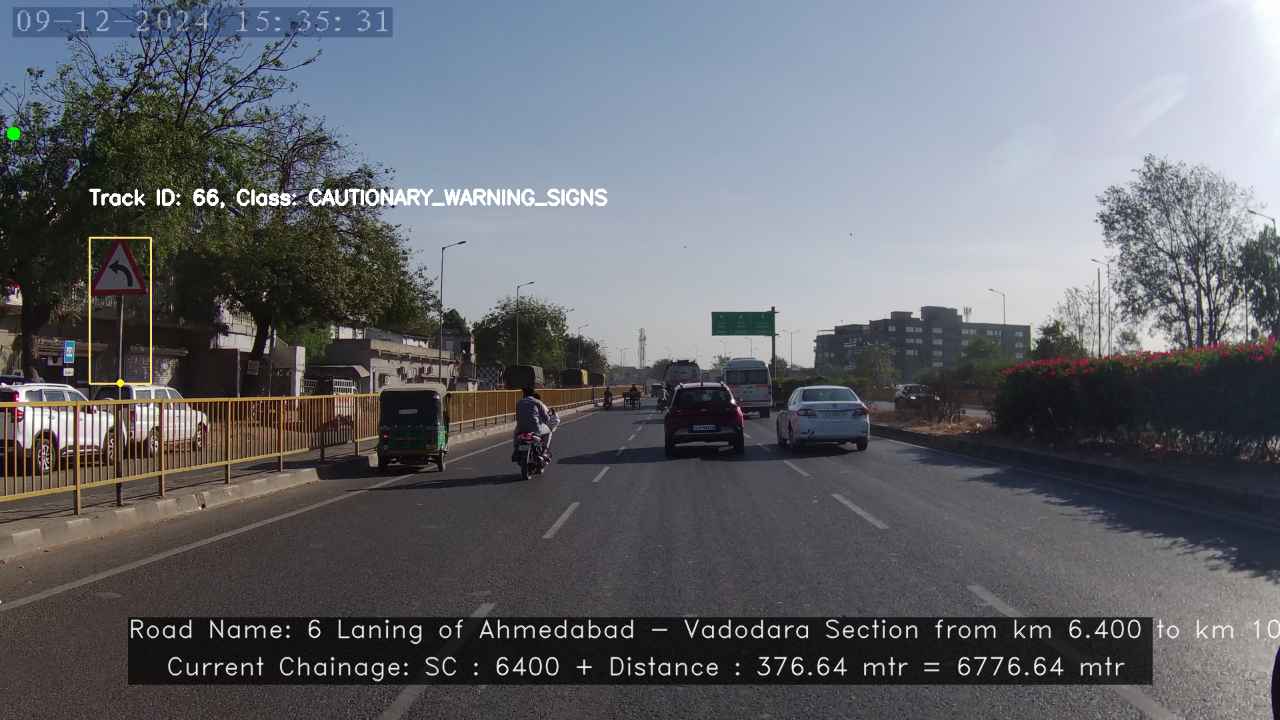 09-12-2024 15:35:31
Track ID: 66, Class: CAUTIONARY_WARNING_SIGNS
Road Name: 6 Laning of Ahmedabad - Vadodara Section from km 6.400 to km 10
Current Chainage: SC : 6400 + Distance : 376.64 mtr = 6776.64 mtr